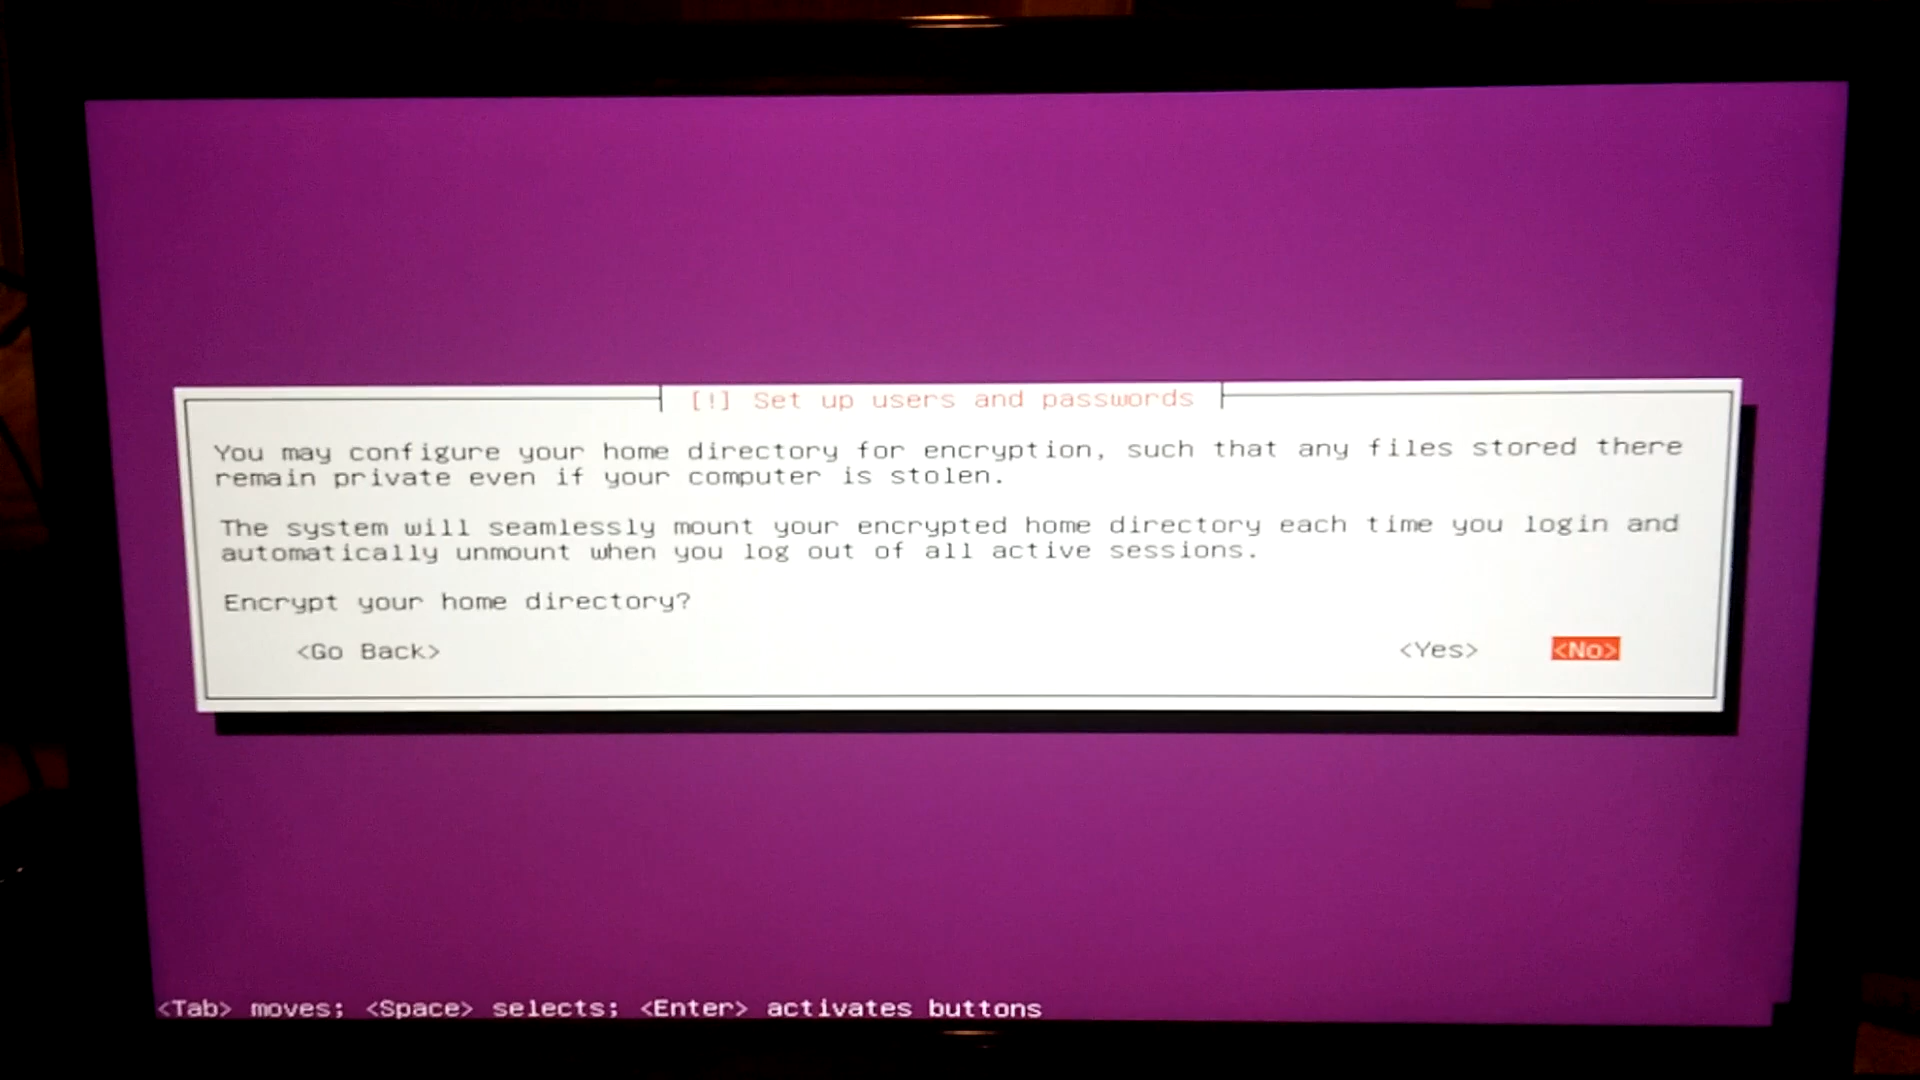 [!] Set up users and passwords
You may configure your home directory for encryption, such that any files stored there
remain private even if your computer is stolen.
The system will seamlessly mount your encrypted home directory each time you login and
automatically unmount when you log out of all active sessions.
Encrypt your home directory?
<Go Back> <Yes> <No>
<Tab> moves; <Space> selects; <Enter> activates buttons